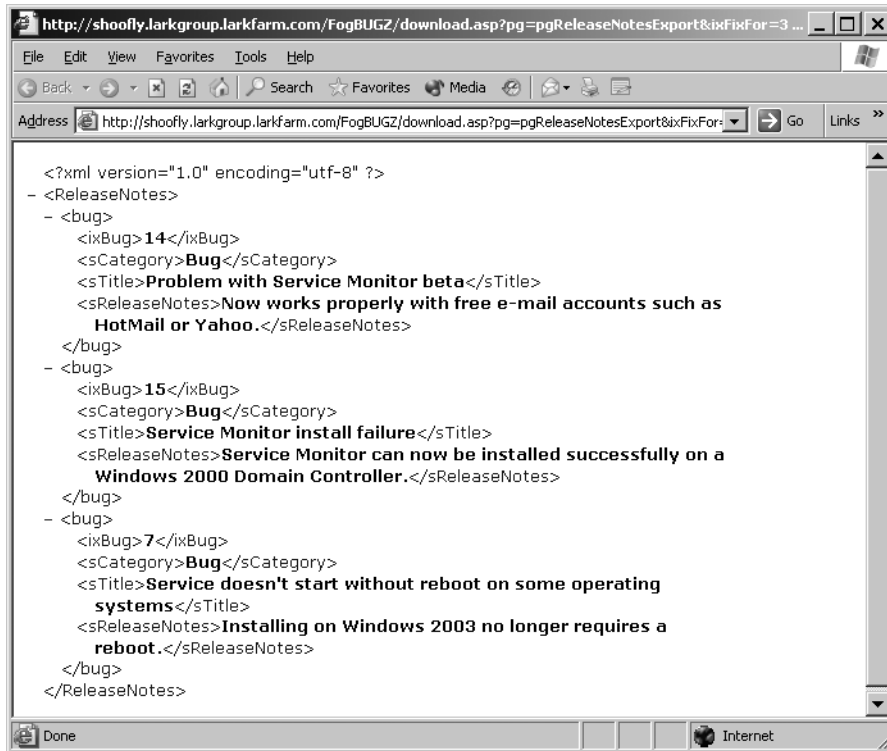 http://shoofly.larkgroup.larkfarm.com/FogBUGZ/download.asp?pg=pgReleaseNotesExport&ixFixFor=3 ...
File Edit View Favorites Tools Help
Back Search Favorites Media
Address http://shoofly.larkgroup.larkfarm.com/FogBUGZ/download.asp?pg=pgReleaseNotesExport&ixFixFor= Go Links »
<?xml version="1.0" encoding="utf-8" ?>
- <ReleaseNotes>
- <bug>
<ixBug>14</ixBug>
<sCategory>Bug</sCategory>
<sTitle>Problem with Service Monitor beta</sTitle>
<sReleaseNotes>Now works properly with free e-mail accounts such as
HotMail or Yahoo.</sReleaseNotes>
</bug>
- <bug>
<ixBug>15</ixBug>
<sCategory>Bug</sCategory>
<sTitle>Service Monitor install failure</sTitle>
<sReleaseNotes>Service Monitor can now be installed successfully on a
Windows 2000 Domain Controller.</sReleaseNotes>
</bug>
- <bug>
<ixBug>7</ixBug>
<sCategory>Bug</sCategory>
<sTitle>Service doesn't start without reboot on some operating
systems</sTitle>
<sReleaseNotes>Installing on Windows 2003 no longer requires a
reboot.</sReleaseNotes>
</bug>
</ReleaseNotes>
Done Internet